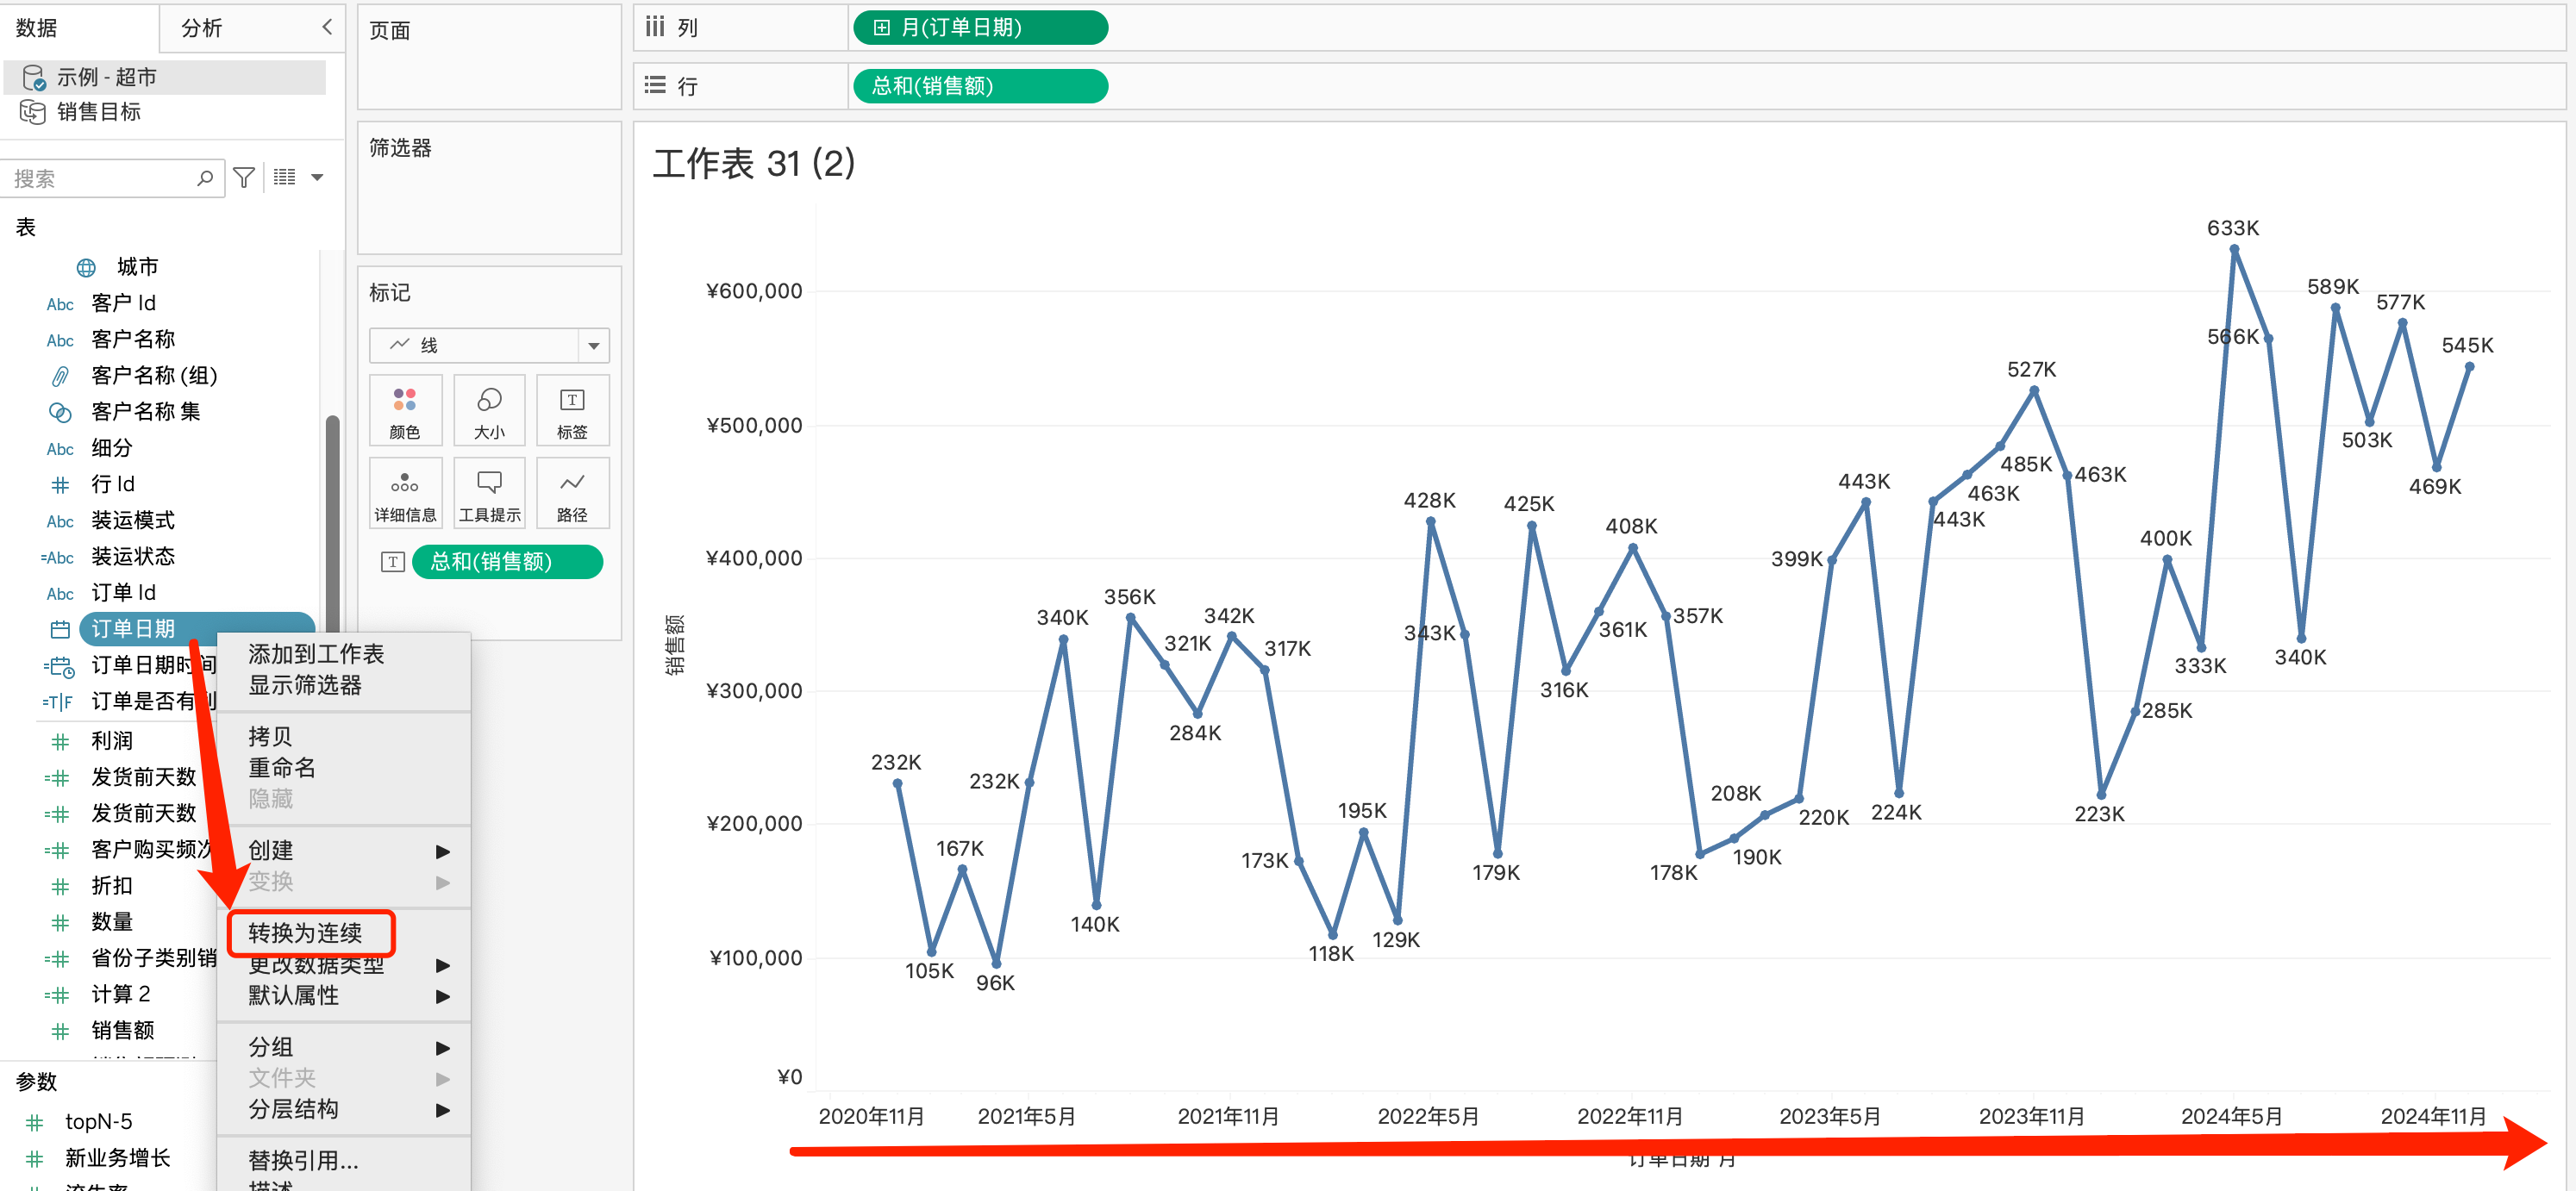 数据
分析
示例 - 超市
销售目标
搜索
表
城市
Abc 客户 Id
Abc 客户名称
客户名称 (组)
客户名称 集
Abc 细分
行 Id
Abc 装运模式
=Abc 装运状态
Abc 订单 Id
订单日期
订单日期时间
=T|F 订单是否有利
利润
发货前天数
发货前天数
客户购买频次
折扣
数量
省份子类别销
计算 2
销售额
参数
topN-5
新业务增长
添加到工作表
显示筛选器
拷贝
重命名
隐藏
创建
变换
转换为连续
更改数据类型
默认属性
分组
文件夹
分层结构
替换引用...
描述
页面
筛选器
标记
线
颜色
大小
标签
详细信息
工具提示
路径
总和(销售额)
列
月(订单日期)
行
总和(销售额)
工作表 31 (2)
销售额
¥600,000
¥500,000
¥400,000
¥300,000
¥200,000
¥100,000
¥0
232K
105K
167K
96K
232K
340K
140K
356K
321K
284K
342K
317K
173K
118K
195K
129K
428K
343K
179K
425K
316K
361K
408K
357K
178K
190K
208K
220K
399K
443K
224K
443K
463K
485K
527K
463K
223K
285K
400K
333K
633K
566K
340K
589K
503K
577K
469K
545K
2020年11月
2021年5月
2021年11月
2022年5月
2022年11月
2023年5月
2023年11月
2024年5月
2024年11月
订单日期 月